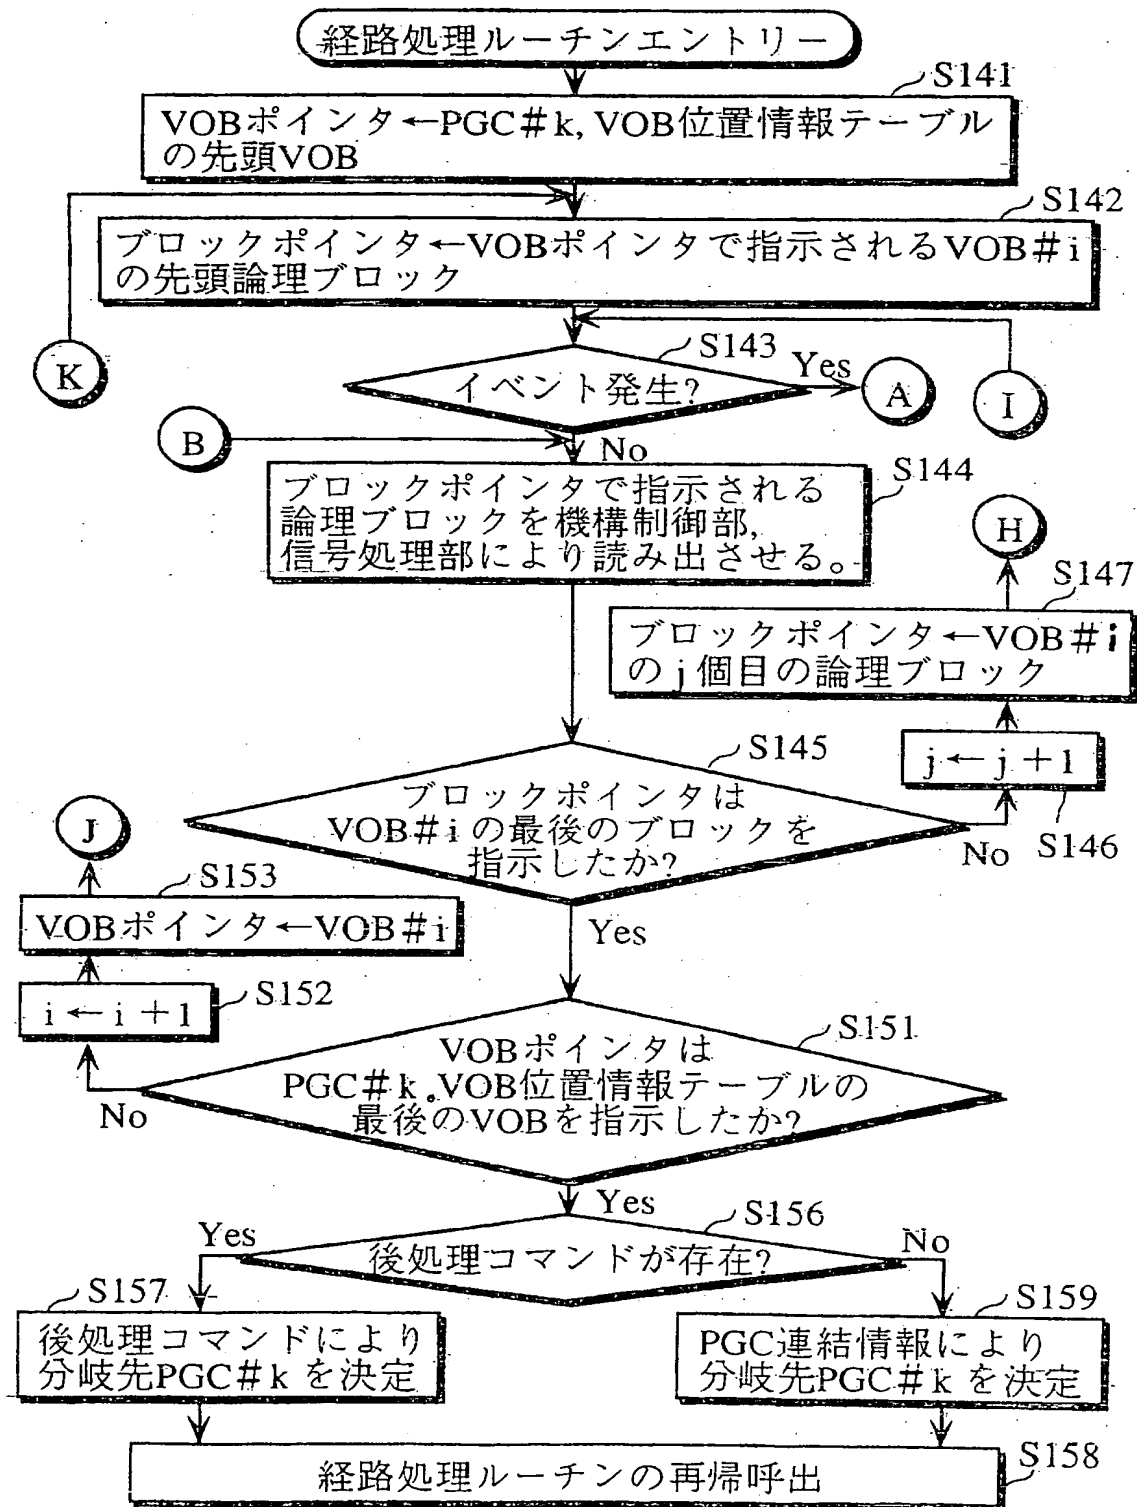 経路処理ルーチンエントリー
S141
VOBポインタ←PGC#k, VOB位置情報テーブル
の先頭VOB
S142
ブロックポインタ←VOBポインタで指示されるVOB#i
の先頭論理ブロック
K
S143
イベント発生?
Yes
A
I
B
No
S144
ブロックポインタで指示される
論理ブロックを機構制御部,
信号処理部により読み出させる。
H
S147
ブロックポインタ←VOB#i
のj個目の論理ブロック
S145
j←j+1
S146
ブロックポインタは
VOB#iの最後のブロックを
指示したか?
No
J
S153
VOBポインタ←VOB#i
Yes
S152
i←i+1
S151
VOBポインタは
PGC#k。VOB位置情報テーブルの
最後のVOBを指示したか?
No
Yes
S156
後処理コマンドが存在?
Yes
No
S157
後処理コマンドにより
分岐先PGC#kを決定
S159
PGC連結情報により
分岐先PGC#kを決定
経路処理ルーチンの再帰呼出
S158